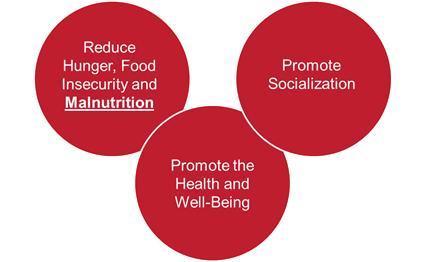 Reduce
Hunger, Food
Insecurity and
Malnutrition
Promote
Socialization
Promote the
Health and
Well-Being